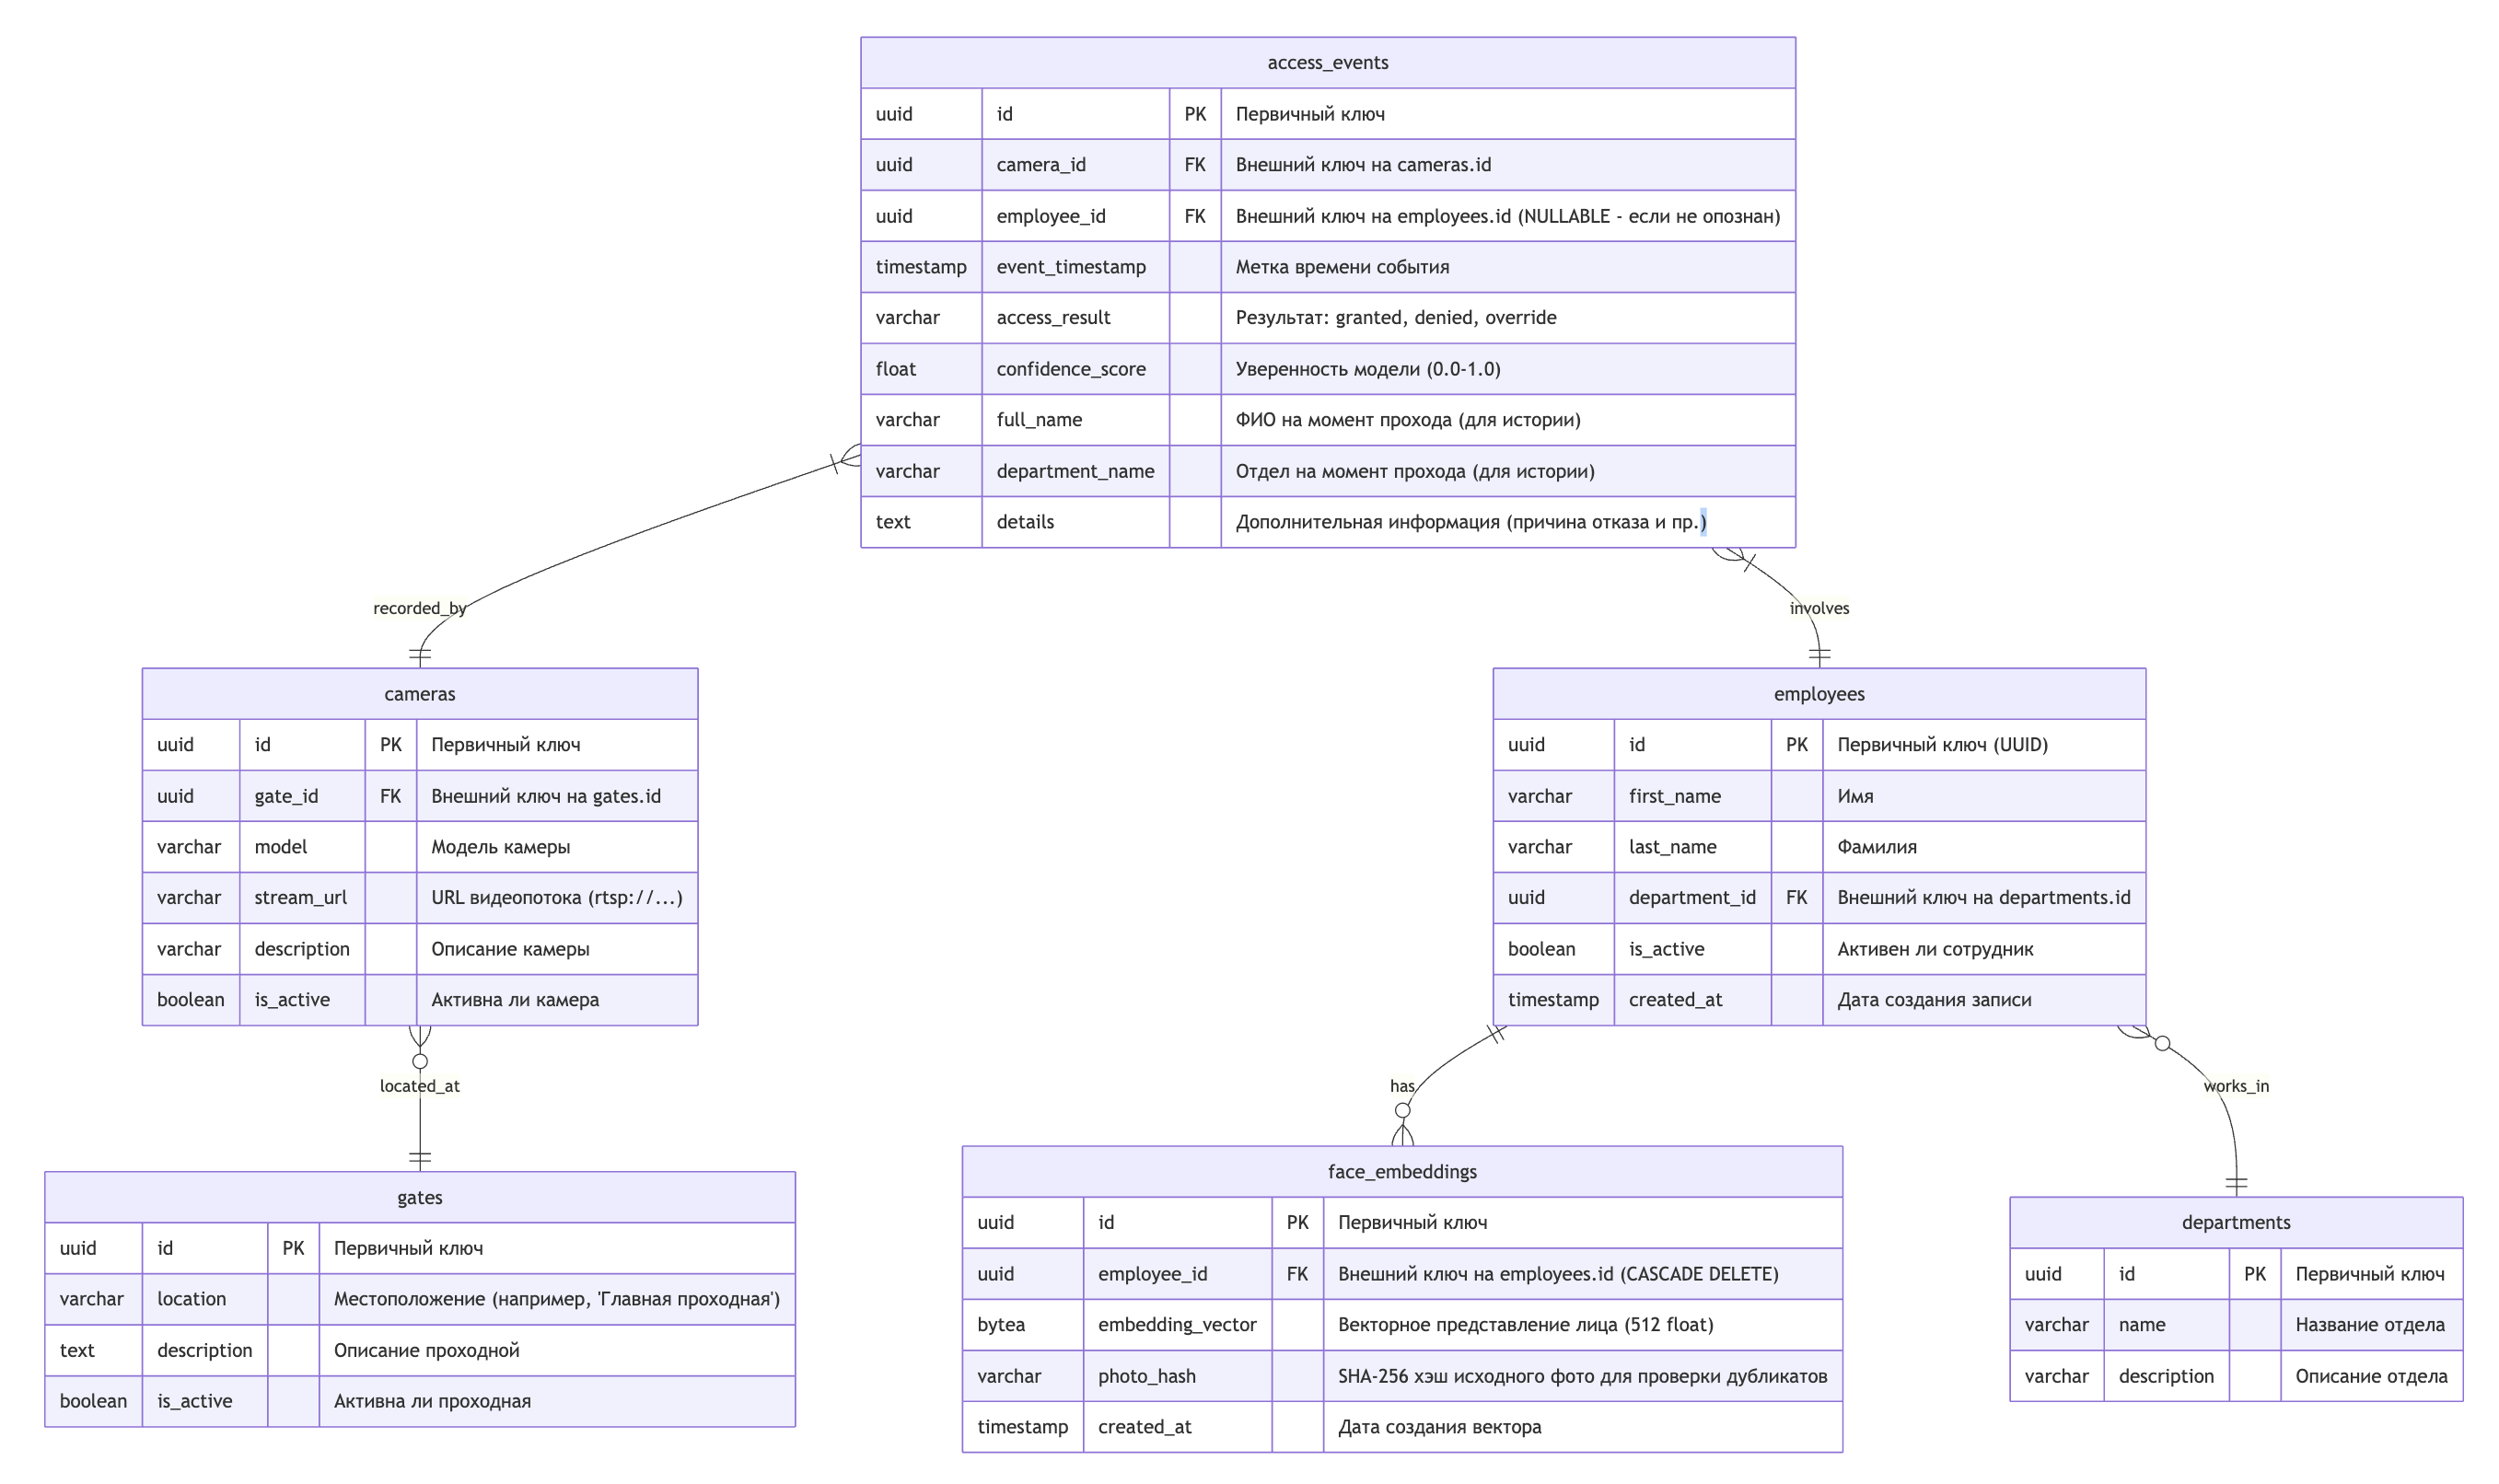 access_events
uuid id PK Первичный ключ
uuid camera_id FK Внешний ключ на cameras.id
uuid employee_id FK Внешний ключ на employees.id (NULLABLE - если не опознан)
timestamp event_timestamp Метка времени события
varchar access_result Результат: granted, denied, override
float confidence_score Уверенность модели (0.0-1.0)
varchar full_name ФИО на момент прохода (для истории)
varchar department_name Отдел на момент прохода (для истории)
text details Дополнительная информация (причина отказа и пр.)
recorded_by
involves
cameras
uuid id PK Первичный ключ
uuid gate_id FK Внешний ключ на gates.id
varchar model Модель камеры
varchar stream_url URL видеопотока (rtsp://...)
varchar description Описание камеры
boolean is_active Активна ли камера
employees
uuid id PK Первичный ключ (UUID)
varchar first_name Имя
varchar last_name Фамилия
uuid department_id FK Внешний ключ на departments.id
boolean is_active Активен ли сотрудник
timestamp created_at Дата создания записи
located_at
has
works_in
gates
uuid id PK Первичный ключ
varchar location Местоположение (например, 'Главная проходная')
text description Описание проходной
boolean is_active Активна ли проходная
face_embeddings
uuid id PK Первичный ключ
uuid employee_id FK Внешний ключ на employees.id (CASCADE DELETE)
bytea embedding_vector Векторное представление лица (512 float)
varchar photo_hash SHA-256 хэш исходного фото для проверки дубликатов
timestamp created_at Дата создания вектора
departments
uuid id PK Первичный ключ
varchar name Название отдела
varchar description Описание отдела